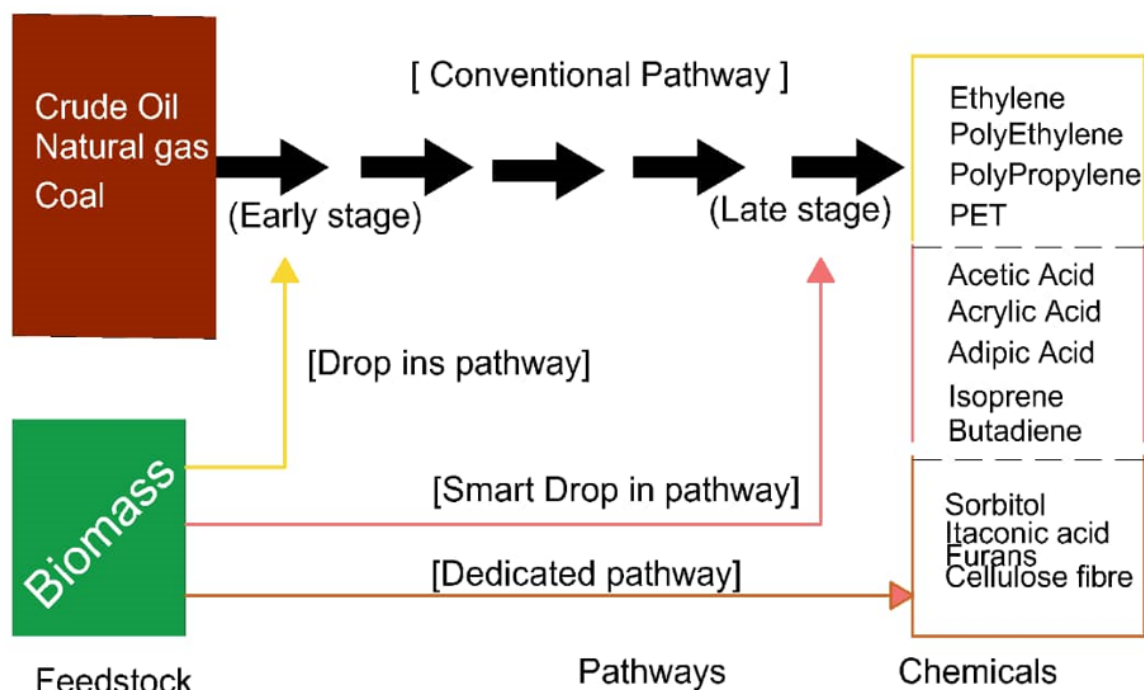 [ Conventional Pathway ]
Crude Oil
Natural gas
Coal
(Early stage)
(Late stage)
Ethylene
PolyEthylene
PolyPropylene
PET
Acetic Acid
Acrylic Acid
Adipic Acid
Isoprene
Butadiene
[Drop ins pathway]
Biomass
[Smart Drop in pathway]
[Dedicated pathway]
Sorbitol
Itaconic acid
Furans
Cellulose fibre
Feedstock
Pathways
Chemicals